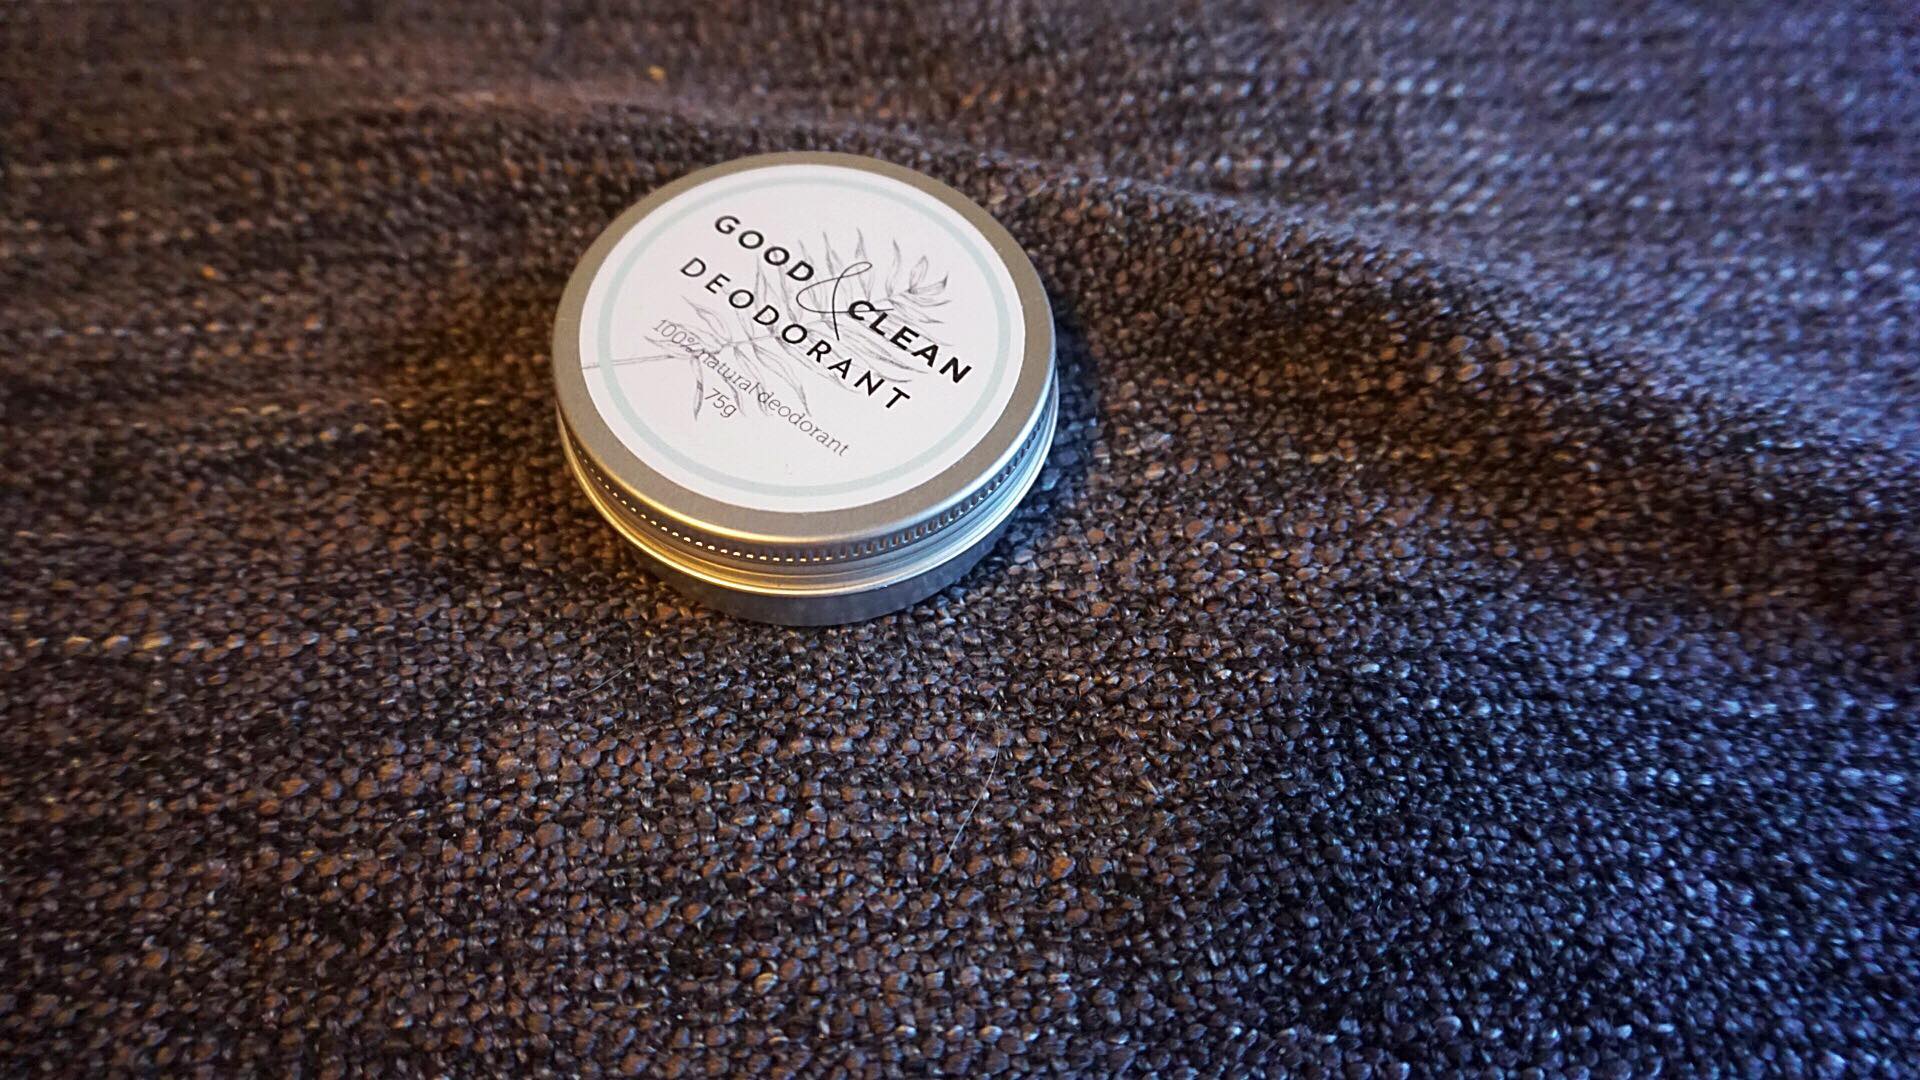 GOOD & CLEAN
DEODORANT
100% natural deodorant
75g